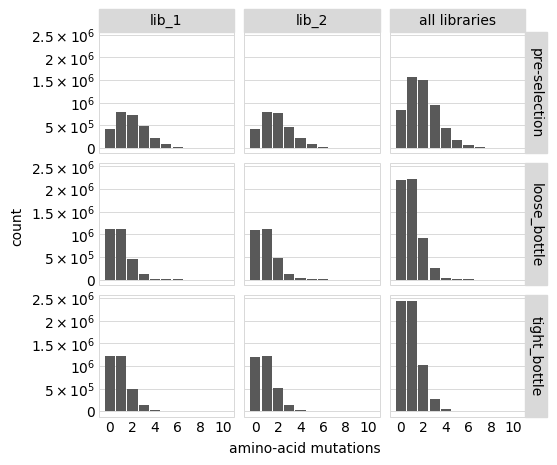 lib_1 lib_2 all libraries
2.5 × 10⁶
2 × 10⁶
1.5 × 10⁶
10⁶
5 × 10⁵
0
pre-selection
2.5 × 10⁶
2 × 10⁶
1.5 × 10⁶
10⁶
5 × 10⁵
0
loose_bottle
count
2.5 × 10⁶
2 × 10⁶
1.5 × 10⁶
10⁶
5 × 10⁵
0
tight_bottle
0 2 4 6 8 10 0 2 4 6 8 10 0 2 4 6 8 10
amino-acid mutations